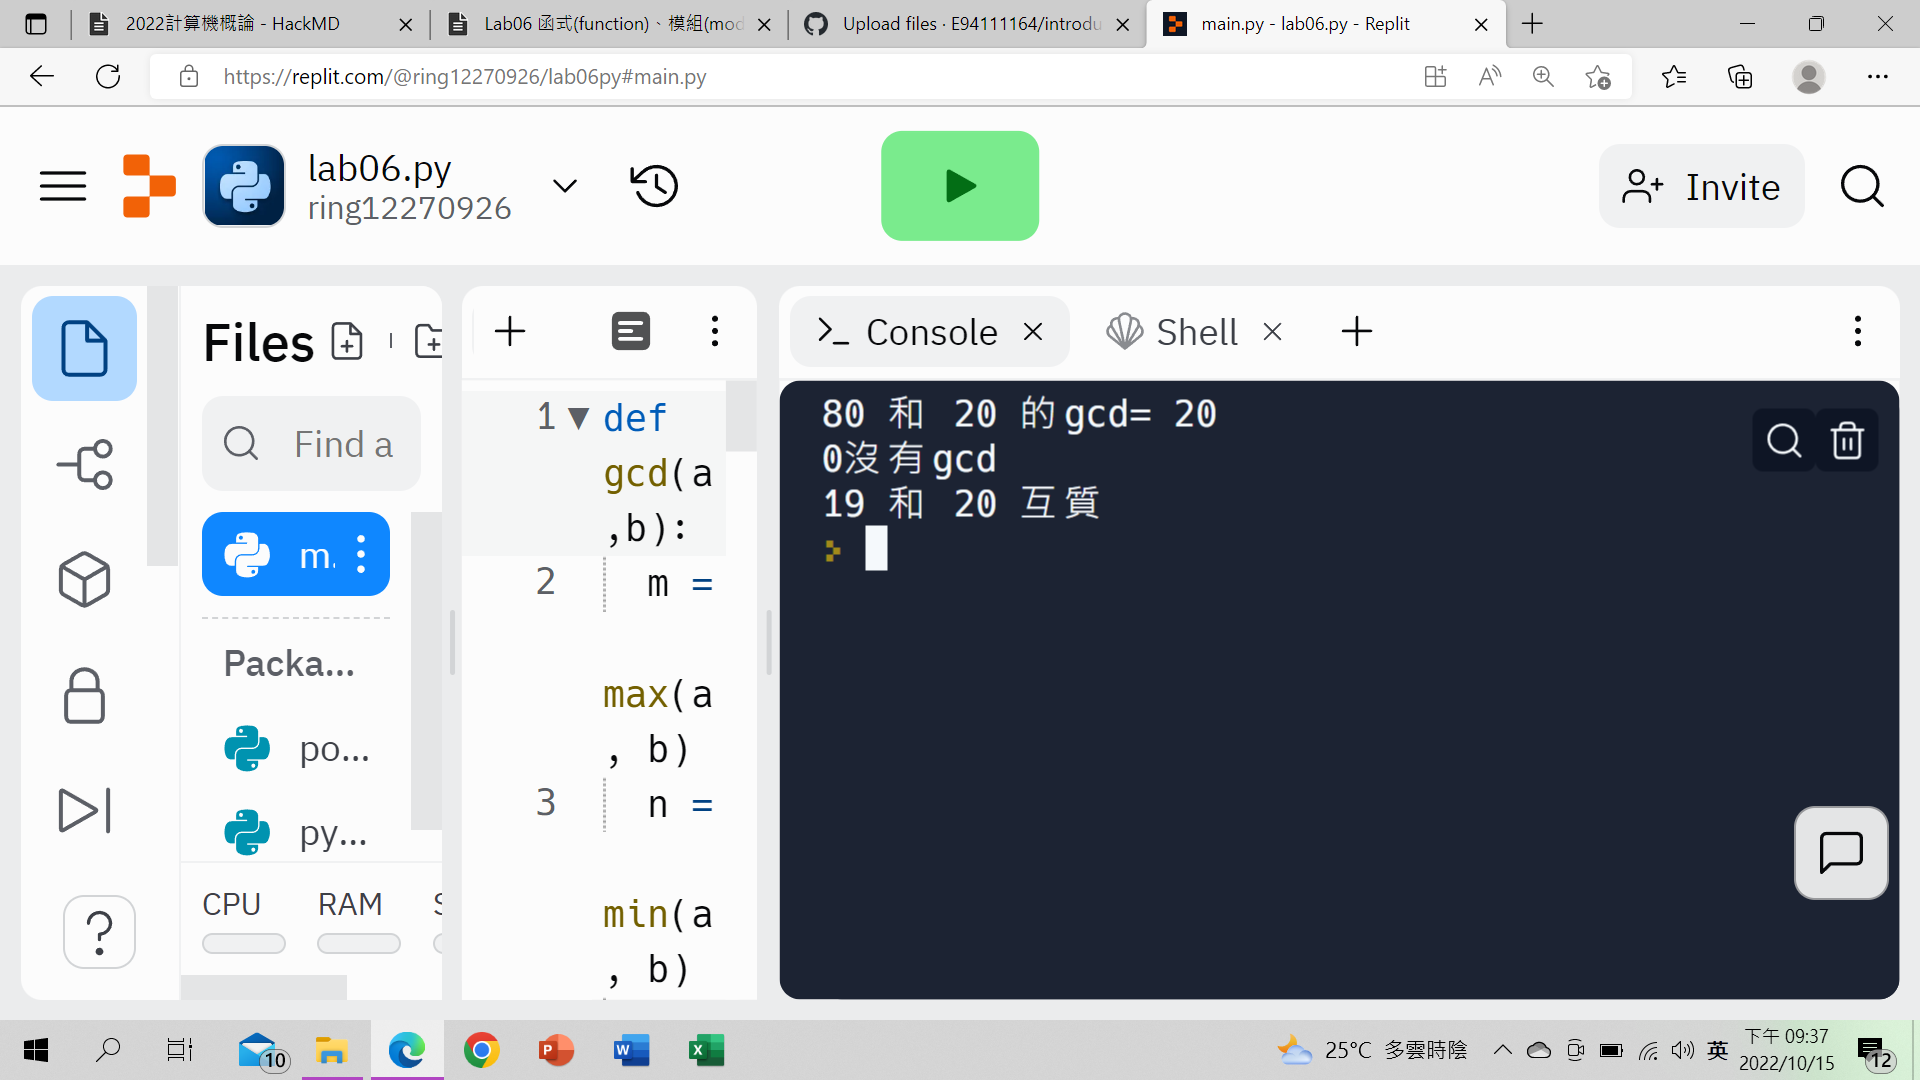 2022計算機概論 - HackMD
Lab06 函式(function)、模組(mod
Upload files · E94111164/introdu
main.py - lab06.py - Replit
https://replit.com/@ring12270926/lab06py#main.py
lab06.py
ring12270926
Invite
Files
Find a
m.
Packa...
po...
py...
CPU
RAM
S
1 def
gcd(a
,b):
2 m =
max(a
, b)
3 n =
min(a
, b)
Console
Shell
80 和 20 的gcd= 20
0沒有gcd
19 和 20 互質
10
25°C 多雲時陰
英
下午 09:37
2022/10/15
12